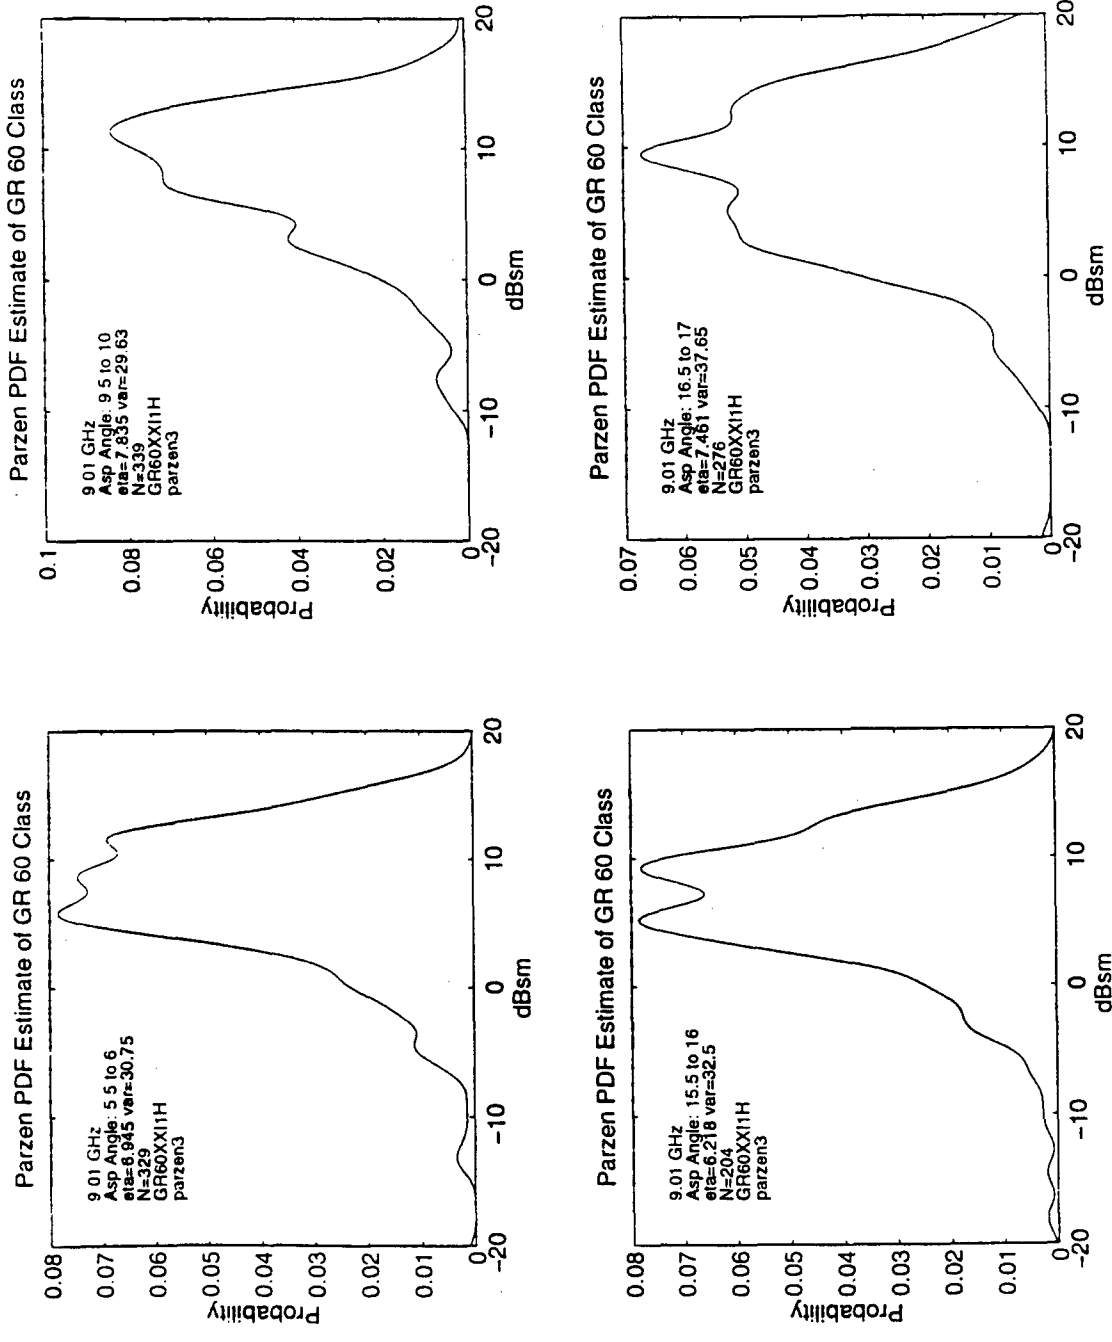 Parzen PDF Estimate of GR 60 Class
0.08
0.07
0.06
0.05
0.04
0.03
0.02
0.01
0
Probability
9 01 GHz
Asp Angle: 5 5 to 6
eta=6.945 var=30.75
N=329
GR60XXI1H
parzen3
-20
-10
0
10
20
dBsm
Parzen PDF Estimate of GR 60 Class
0.1
0.08
0.06
0.04
0.02
0
Probability
9 01 GHz
Asp Angle: 9 5 to 10
eta=7.835 var=29.63
N=339
GR60XXI1H
parzen3
-20
-10
0
10
20
dBsm
Parzen PDF Estimate of GR 60 Class
0.08
0.07
0.06
0.05
0.04
0.03
0.02
0.01
0
Probability
9.01 GHz
Asp Angle: 15.5 to 16
eta=6.218 var=32.5
N=204
GR60XXI1H
parzen3
-20
-10
0
10
20
dBsm
Parzen PDF Estimate of GR 60 Class
0.07
0.06
0.05
0.04
0.03
0.02
0.01
0
Probability
9.01 GHz
Asp Angle: 16.5 to 17
eta=7.461 var=37.65
N=276
GR60XXI1H
parzen3
-20
-10
0
10
20
dBsm